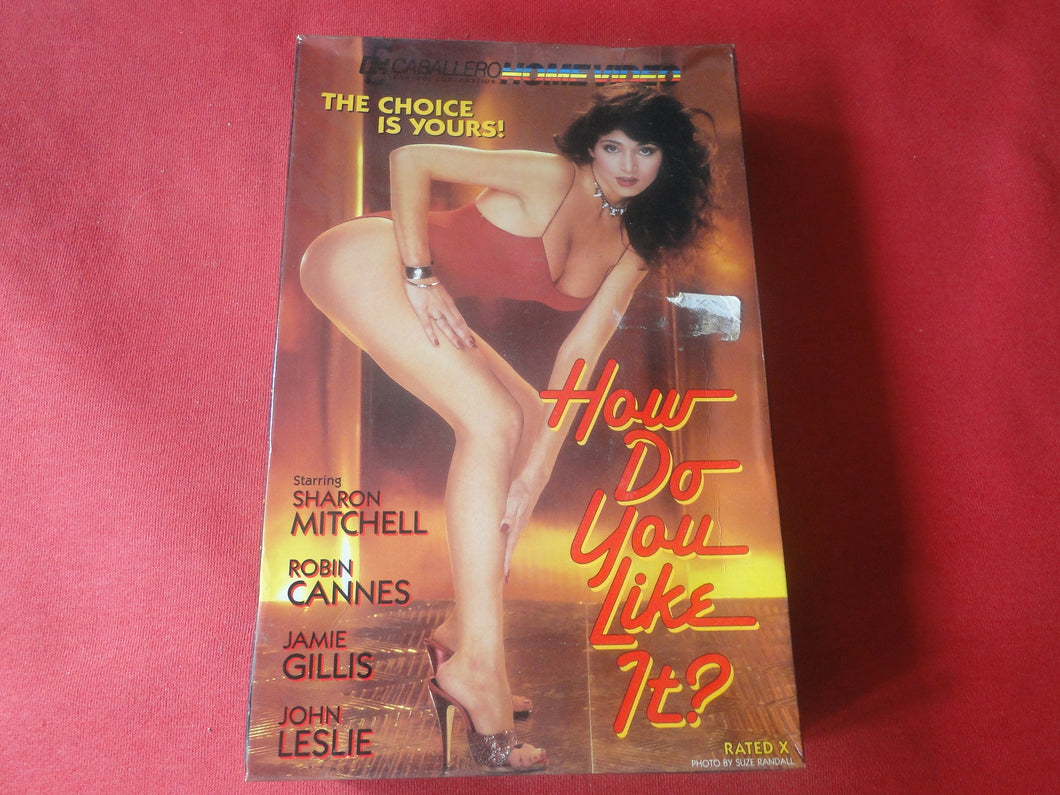 CABALLERO HOME VIDEO
THE CHOICE
IS YOURS!
How
Do
You
Like
It?
Starring
SHARON
MITCHELL
ROBIN
CANNES
JAMIE
GILLIS
JOHN
LESLIE
RATED X
PHOTO BY SUZE RANDALL